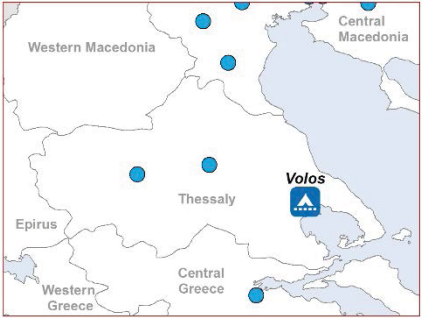 Central
Macedonia
Western Macedonia
Volos
Thessaly
Epirus
Central
Greece
Western
Greece